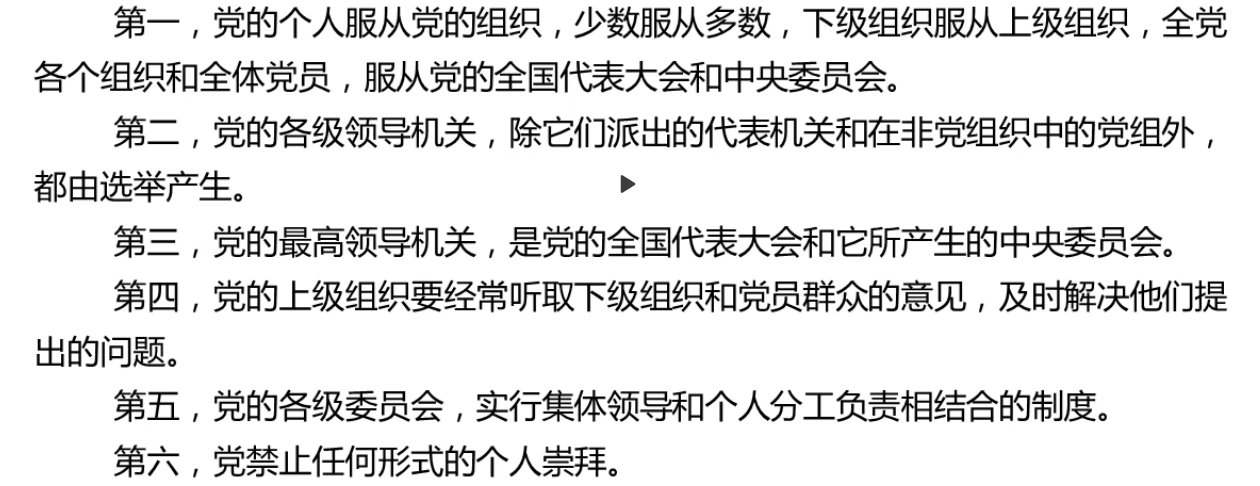 第一，党的个人服从党的组织，少数服从多数，下级组织服从上级组织，全党
各个组织和全体党员，服从党的全国代表大会和中央委员会。
第二，党的各级领导机关，除它们派出的代表机关和在非党组织中的党组外，
都由选举产生。
第三，党的最高领导机关，是党的全国代表大会和它所产生的中央委员会。
第四，党的上级组织要经常听取下级组织和党员群众的意见，及时解决他们提
出的问题。
第五，党的各级委员会，实行集体领导和个人分工负责相结合的制度。
第六，党禁止任何形式的个人崇拜。